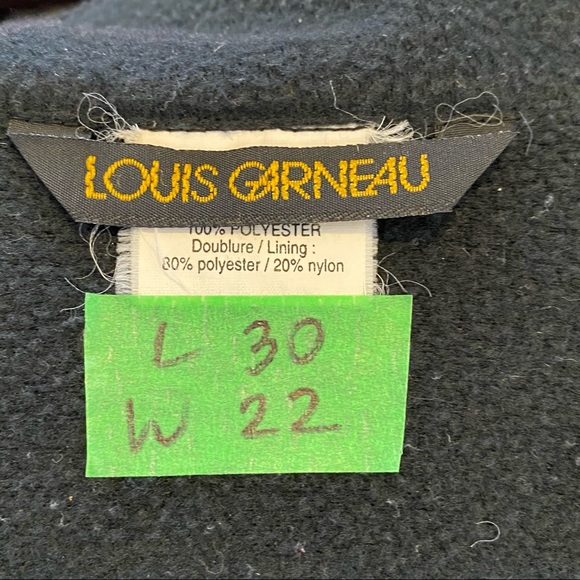 LOUIS GARNEAU
100% POLYESTER
Doublure / Lining :
80% polyester / 20% nylon
L 30
W 22